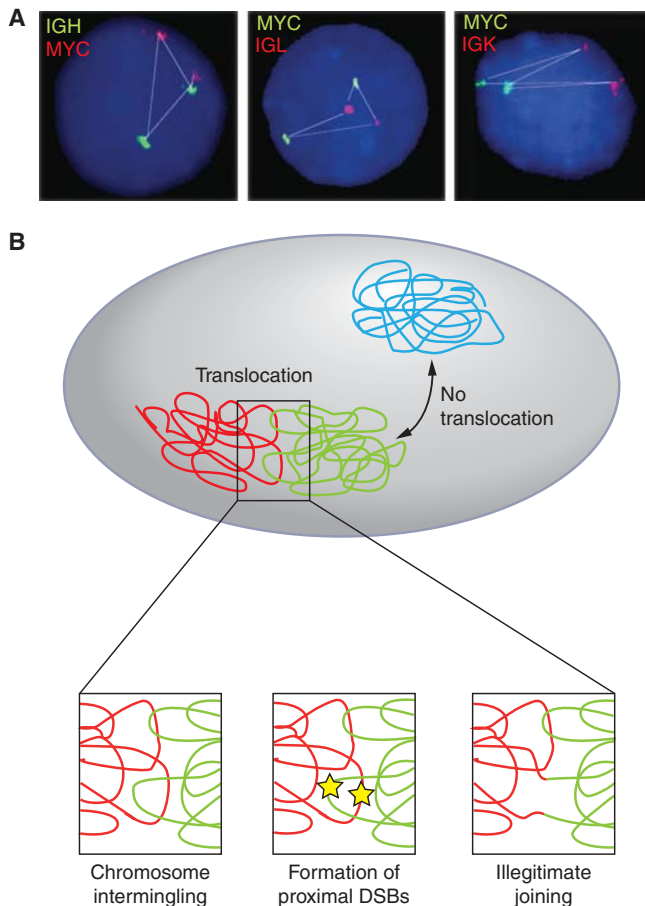 A
IGH
MYC
MYC
IGL
MYC
IGK
B
Translocation
No
translocation
Chromosome
intermingling
Formation of
proximal DSBs
Illegitimate
joining